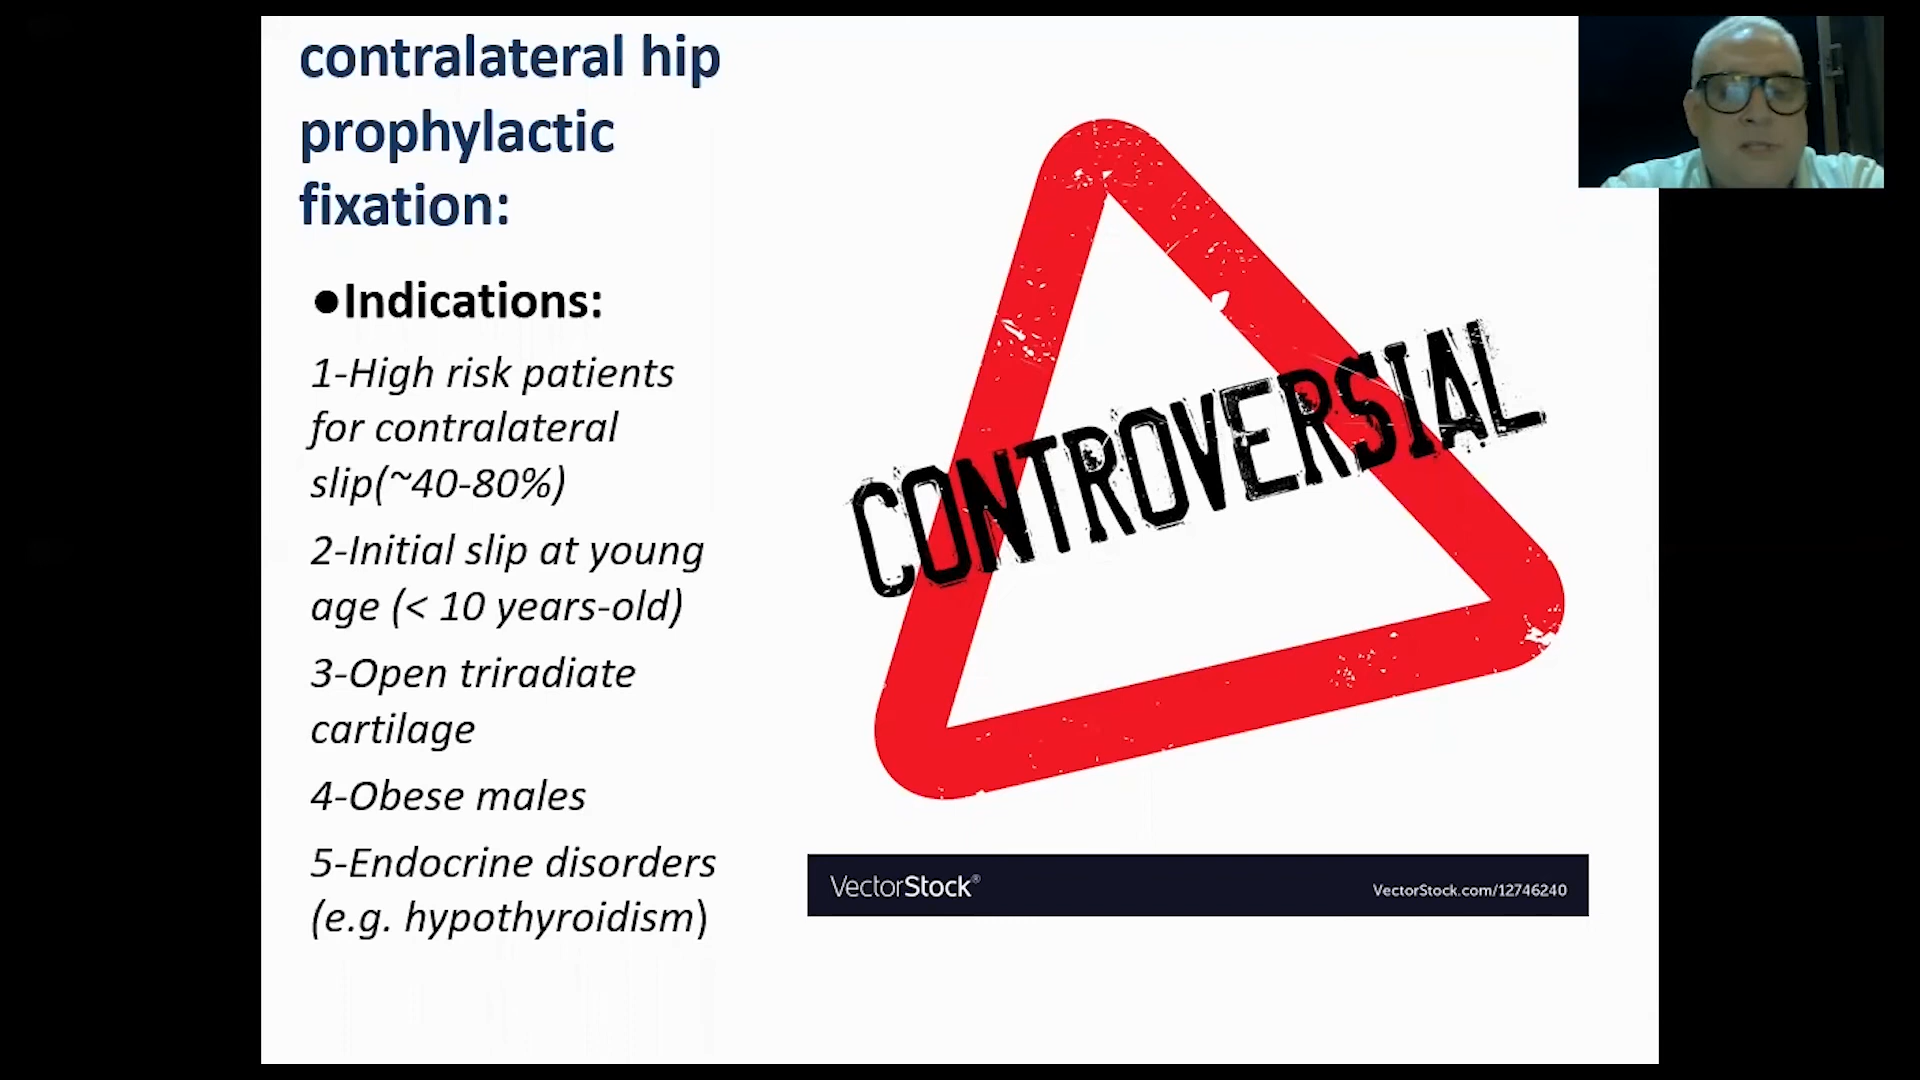 contralateral hip
prophylactic
fixation:
●Indications:
1-High risk patients
for contralateral
slip(~40-80%)
2-Initial slip at young
age (< 10 years-old)
3-Open triradiate
cartilage
4-Obese males
5-Endocrine disorders
(e.g. hypothyroidism)
CONTROVERSIAL
VectorStock®
VectorStock.com/12746240